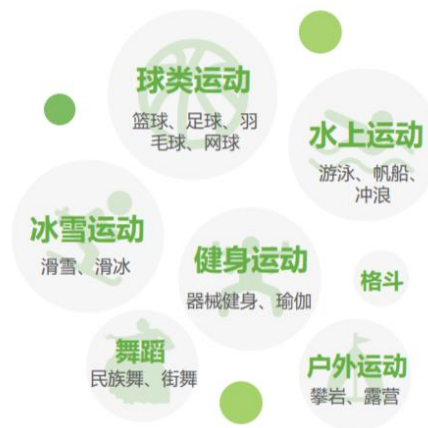 球类运动
篮球、足球、羽
毛球、网球
水上运动
游泳、帆船、
冲浪
冰雪运动
滑雪、滑冰
健身运动
器械健身、瑜伽
格斗
舞蹈
民族舞、街舞
户外运动
攀岩、露营